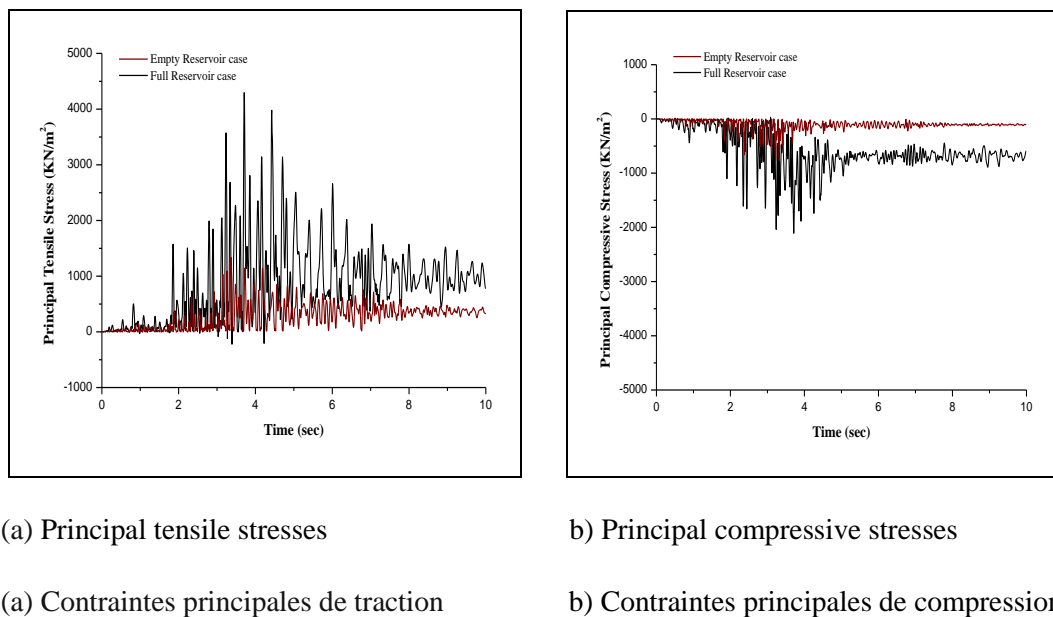 Empty Reservoir case
Full Reservoir case
5000
4000
3000
2000
1000
0
-1000
0
2
4
6
8
10
Principal Tensile Stress (KN/m²)
Time (sec)
Empty Reservoir case
Full Reservoir case
1000
0
-1000
-2000
-3000
-4000
-5000
0
2
4
6
8
10
Principal Compressive Stress (KN/m²)
Time (sec)
(a) Principal tensile stresses
b) Principal compressive stresses
(a) Contraintes principales de traction
b) Contraintes principales de compression